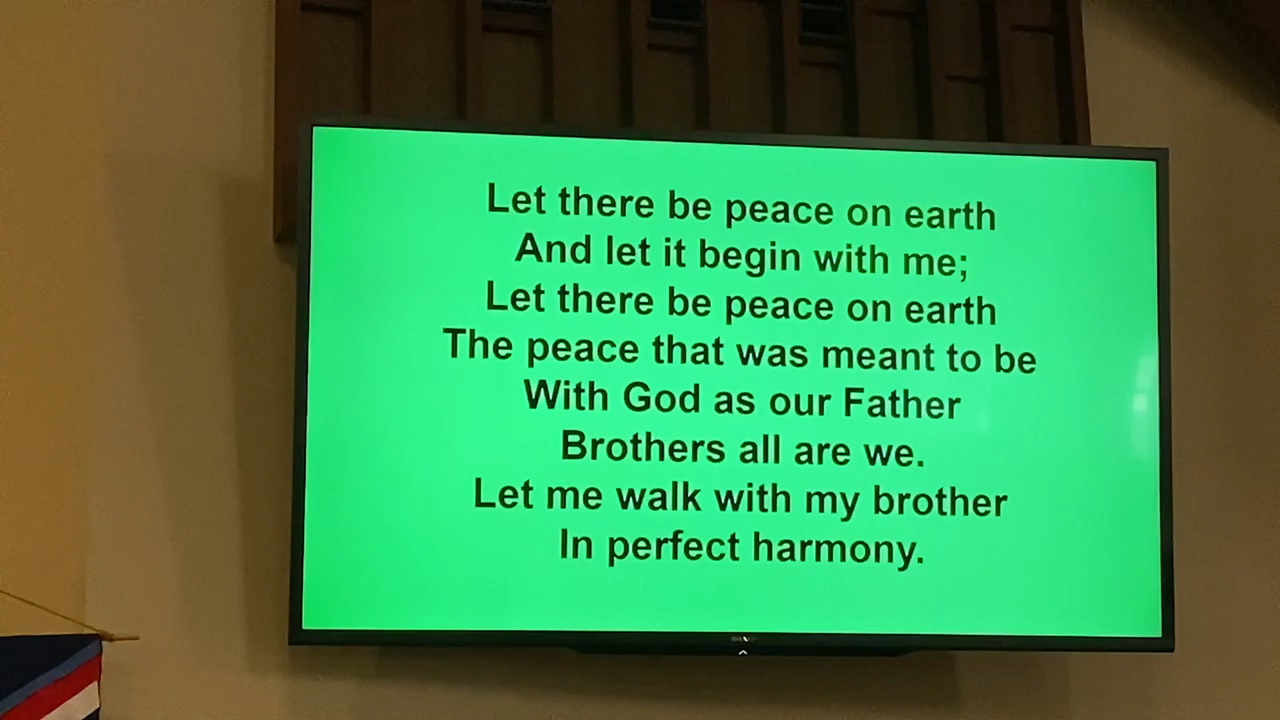 Let there be peace on earth
And let it begin with me;
Let there be peace on earth
The peace that was meant to be
With God as our Father
Brothers all are we.
Let me walk with my brother
In perfect harmony.